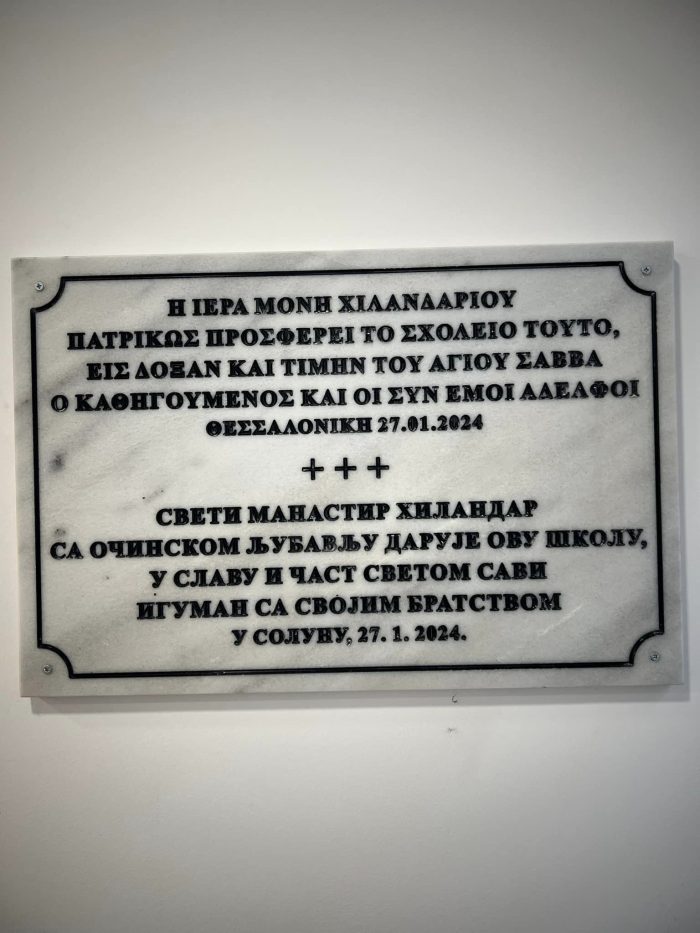 Η ΙΕΡΑ ΜΟΝΗ ΧΙΛΑΝΔΑΡΙΟΥ
ΠΑΤΡΙΚΩΣ ΠΡΟΣΦΕΡΕΙ ΤΟ ΣΧΟΛΕΙΟ ΤΟΥΤΟ,
ΕΙΣ ΔΟΞΑΝ ΚΑΙ ΤΙΜΗΝ ΤΟΥ ΑΓΙΟΥ ΣΑΒΒΑ
Ο ΚΑΘΗΓΟΥΜΕΝΟΣ ΚΑΙ ΟΙ ΣΥΝ ΕΜΟΙ ΑΔΕΛΦΟΙ
ΘΕΣΣΑΛΟΝΙΚΗ 27.01.2024
+ + +
СВЕТИ МАНАСТИР ХИЛАНДАР
СА ОЧИНСКОМ ЉУБАВЉУ ДАРУЈЕ ОВУ ШКОЛУ,
У СЛАВУ И ЧАСТ СВЕТОМ САВИ
ИГУМАН СА СВОЈИМ БРАТСТВОМ
У СОЛУНУ, 27. 1. 2024.